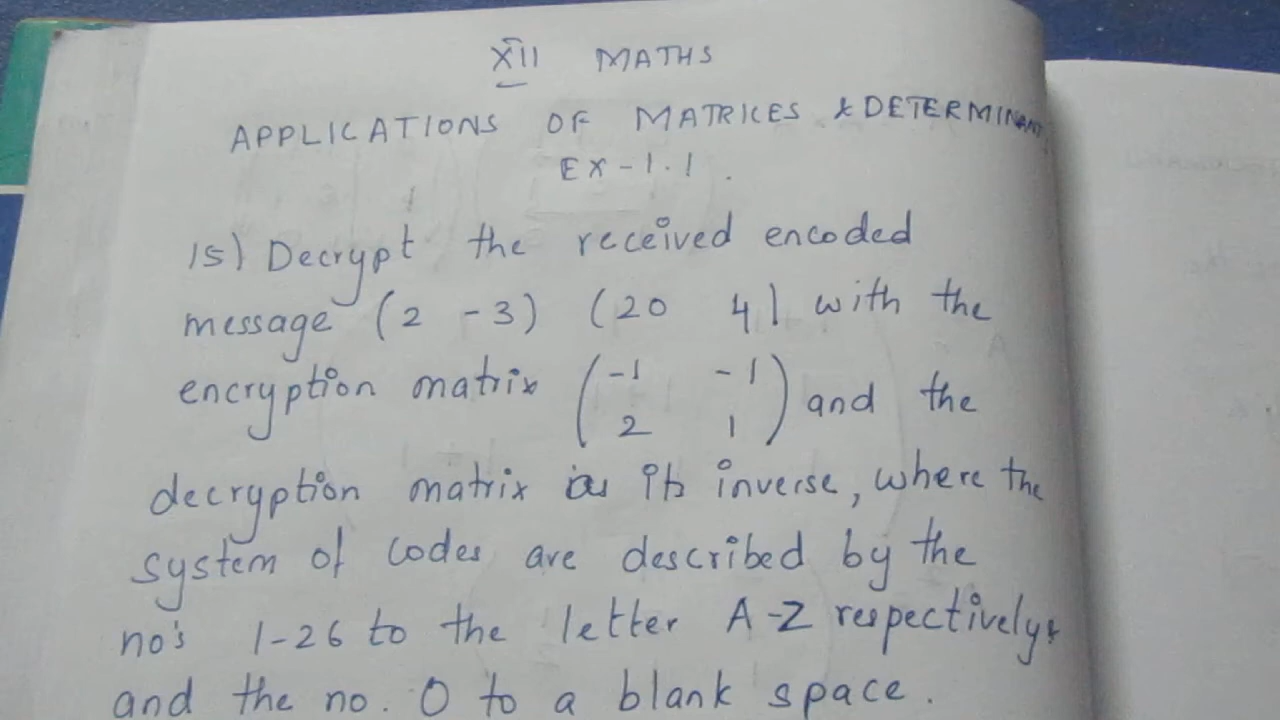 XII MATHS
APPLICATIONS OF MATRICES & DETERMINANT
EX-1.1.
15) Decrypt the received encoded
message (2 -3) (20 4) with the
encryption matrix (-1 -1
2 1) and the
decryption matrix as its inverse, where the
system of codes are described by the
no's 1-26 to the letter A-Z respectively,
and the no. 0 to a blank space.